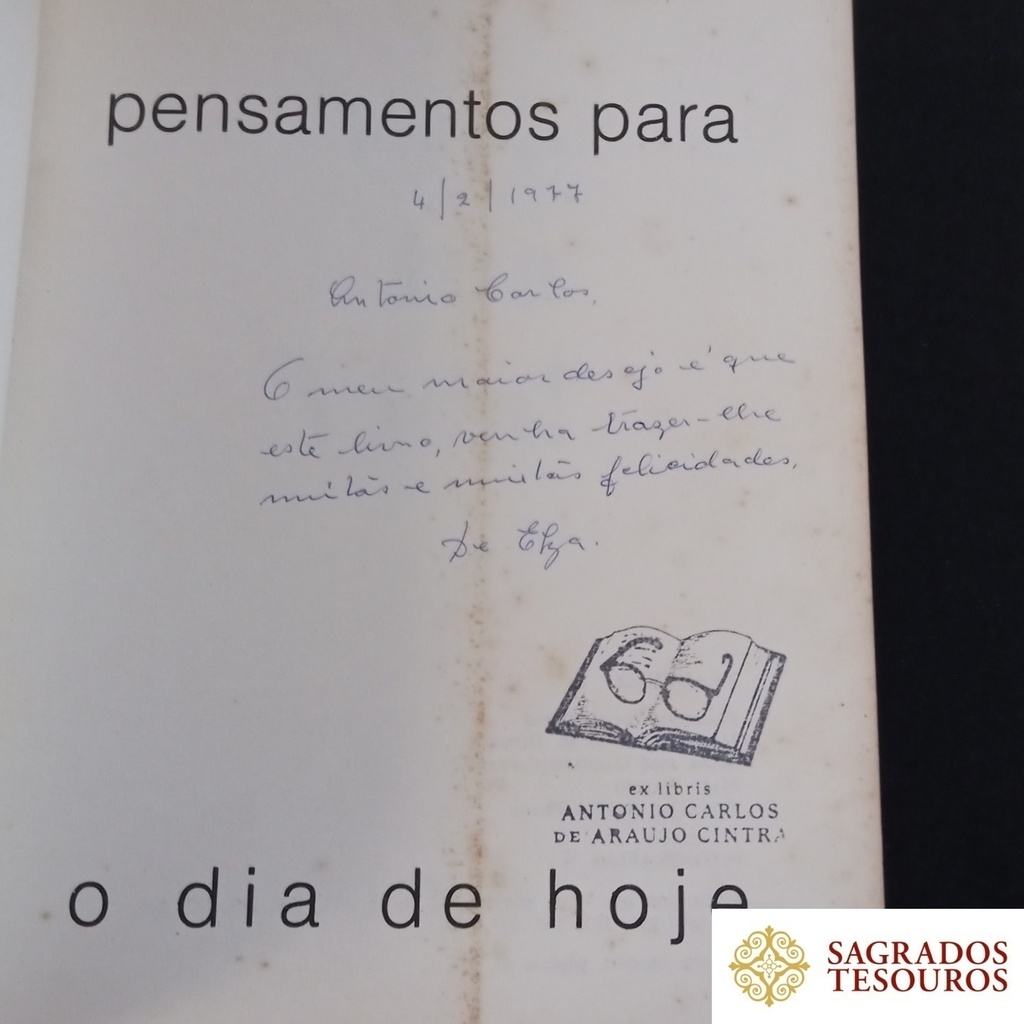 pensamentos para
4/2/1977
Antonio Carlos,
O meu maior desejo é que
este livro, venha trazer-lhe
muitas e muitas felicidades,
De Elza.
ex libris
ANTONIO CARLOS
DE ARAUJO CINTRA
o dia de hoje
SAGRADOS
TESOUROS